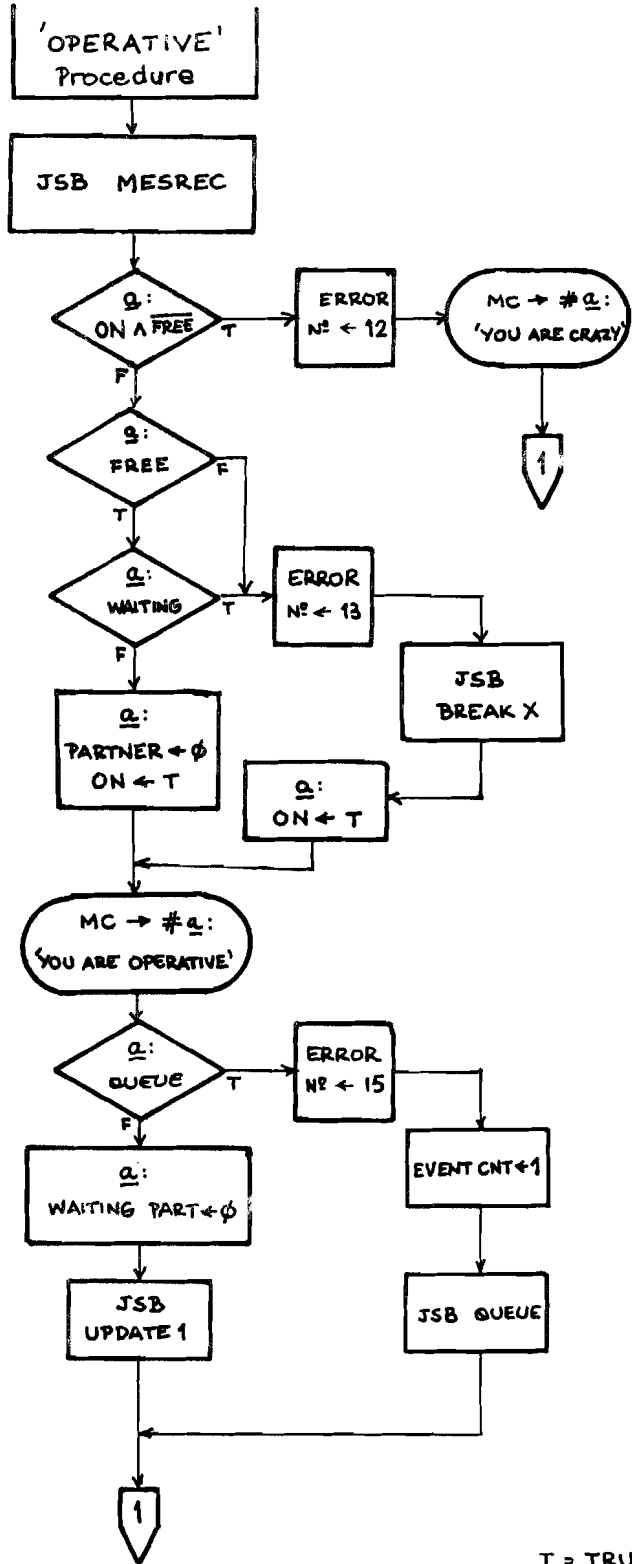 'OPERATIVE'
Procedure
JSB MESREC
a:
ON ∧ F̅R̅E̅E̅
T
F
ERROR
Nº ← 12
MC → # a:
'YOU ARE CRAZY'
1
a:
FREE
F
T
a:
WAITING
T
F
ERROR
Nº ← 13
JSB
BREAK X
a:
PARTNER ← ϕ
ON ← T
a:
ON ← T
MC → # a:
'YOU ARE OPERATIVE'
a:
QUEUE
T
F
ERROR
Nº ← 15
EVENT CNT ← 1
a:
WAITING PART ← ϕ
JSB
UPDATE 1
JSB QUEUE
1
T = TRU